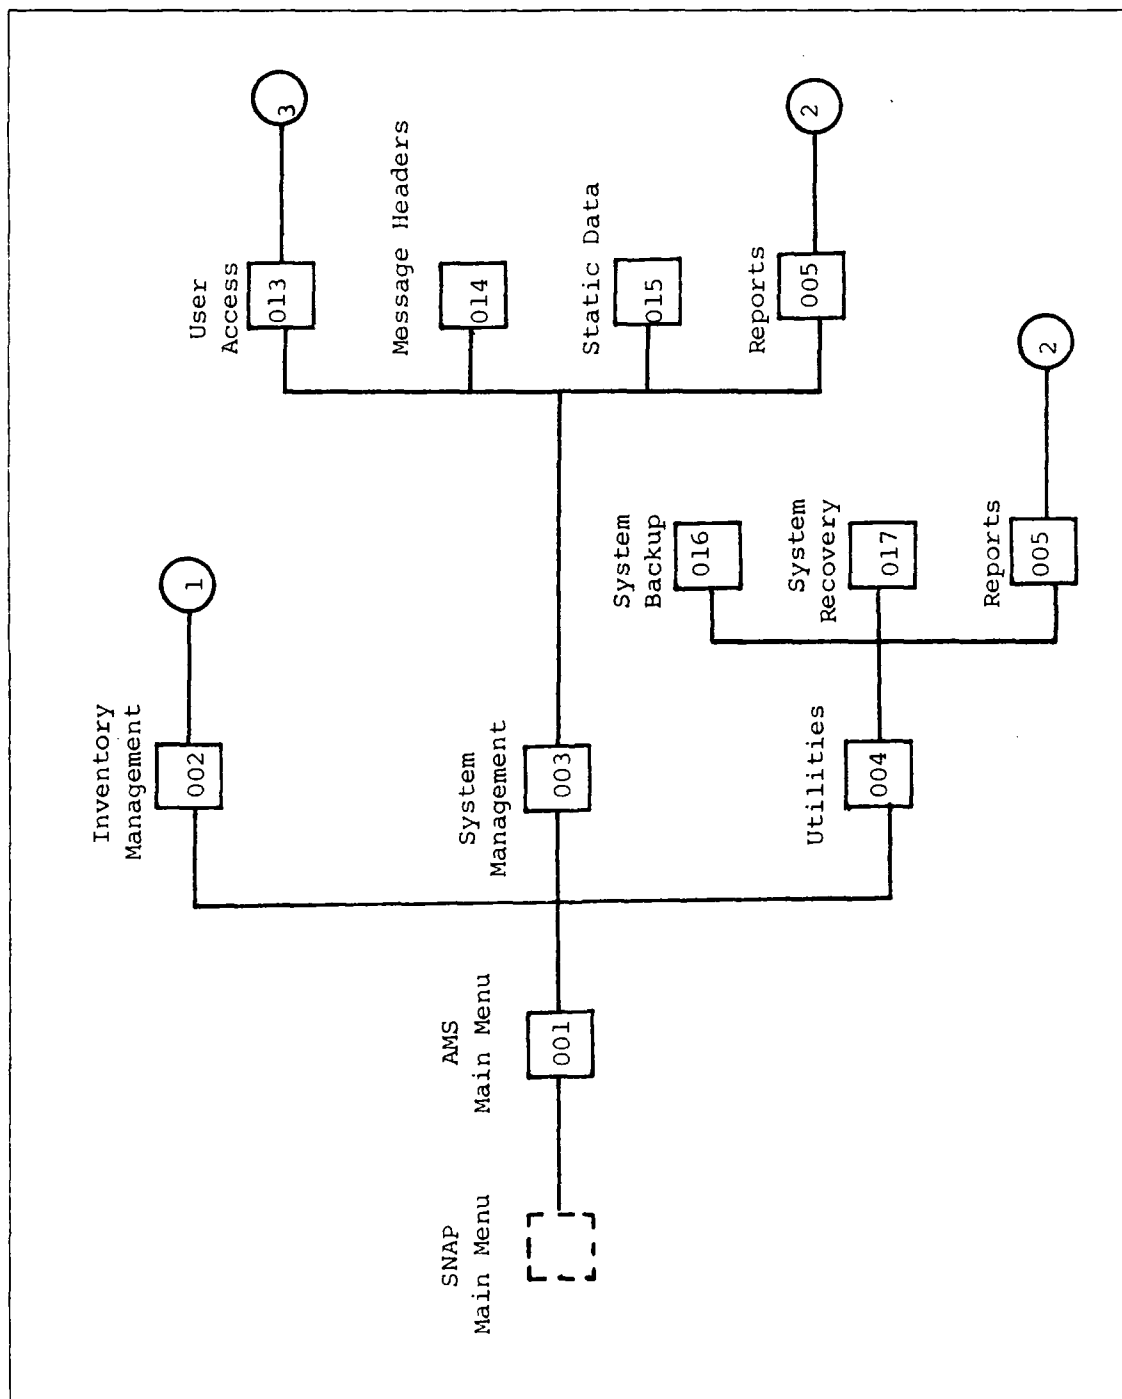 SNAP
Main Menu
AMS
Main Menu
001
Inventory
Management
002
1
System
Management
003
User
Access
013
3
Message Headers
014
Static Data
015
Reports
005
2
Utilities
004
System
Backup
016
System
Recovery
017
Reports
005
2